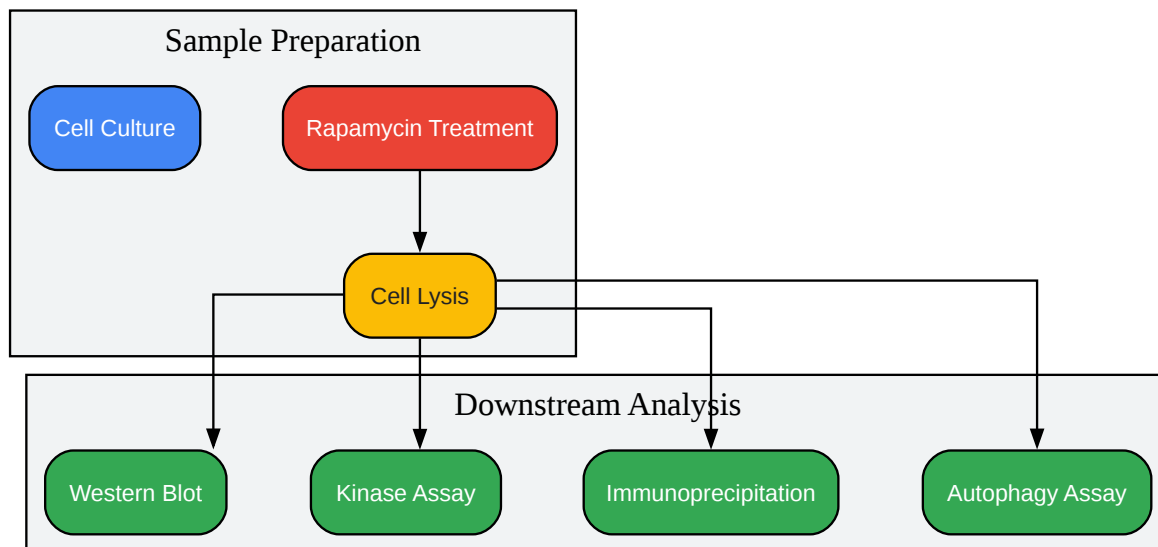 Sample Preparation
Cell Culture
Rapamycin Treatment
Cell Lysis
Downstream Analysis
Western Blot
Kinase Assay
Immunoprecipitation
Autophagy Assay